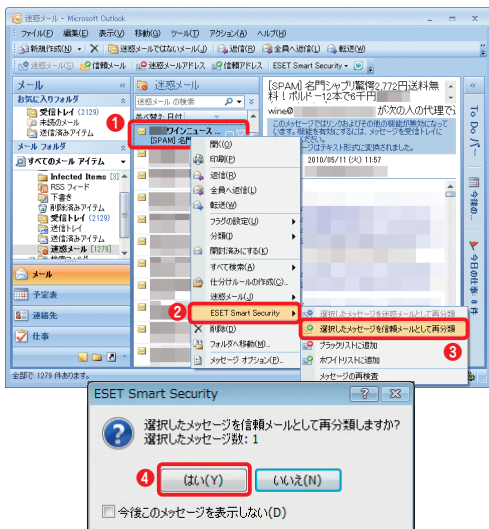 迷惑メール - Microsoft Outlook
ファイル(F) 編集(E) 表示(V) 移動(G) ツール(T) アクション(A) ヘルプ(H)
新規作成(N) 迷惑メールではないメール(J) 返信(R) 全員へ返信(L) 転送(W)
迷惑メール(S) 信頼メール 迷惑メールアドレス 信頼アドレス ESET Smart Security
メール
お気に入りフォルダ
受信トレイ (2129)
未読のメール
送信済みアイテム
メール フォルダ
すべてのメール アイテム
Infected Items [3]
RSS フィード
下書き
削除済みアイテム
受信トレイ (2129)
送信トレイ
送信済みアイテム
迷惑メール [1279]
検索フォルダ
メール
予定表
連絡先
仕事
全部で 1279 件あります。
迷惑メール
迷惑メール の検索
並べ替え: 日付
1
ワインニュース...
[SPAM] 名門
[SPAM] 名門シャブリ驚愕2,772円送料無
料！ボルドー12本で6千円
wine@ が次の人の代理で
このメッセージではリンクおよびその他の機能が無効になって
います。機能を有効にするには、メッセージを受信トレイに
ください。
ージはテキスト形式に変換されました。
2010/05/11 (火) 11:57
To Do バー
今後の...
今日の仕事: 0 件
開く(O)
印刷(P)
返信(R)
全員へ返信(L)
転送(W)
フラグの設定(U)
分類(I)
開封済みにする(K)
すべて検索(A)
仕分けルールの作成(C)...
迷惑メール(J)
2
ESET Smart Security
削除(D)
フォルダへ移動(M)...
メッセージ オプション(P)...
選択したメッセージを迷惑メールとして再分類
選択したメッセージを信頼メールとして再分類
3
ブラックリストに追加
ホワイトリストに追加
メッセージの再検査
ESET Smart Security
選択したメッセージを信頼メールとして再分類しますか?
選択したメッセージ数: 1
4
はい(Y) いいえ(N)
今後このメッセージを表示しない(D)